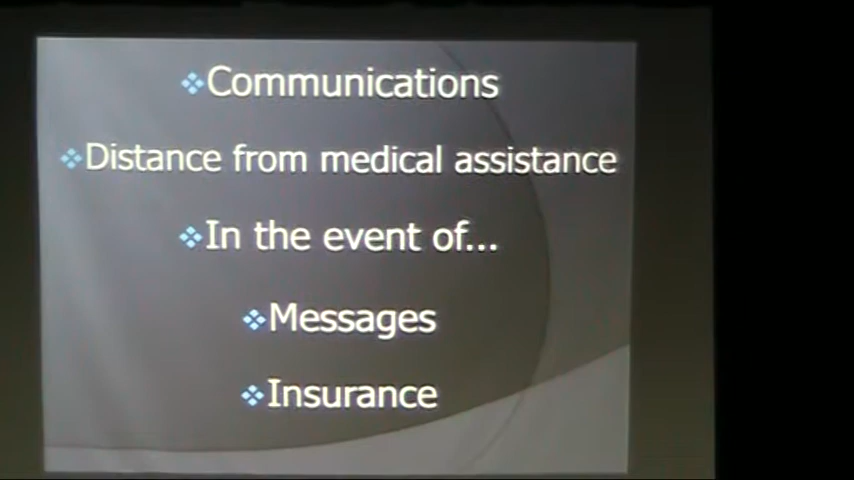 Communications
Distance from medical assistance
In the event of...
Messages
Insurance